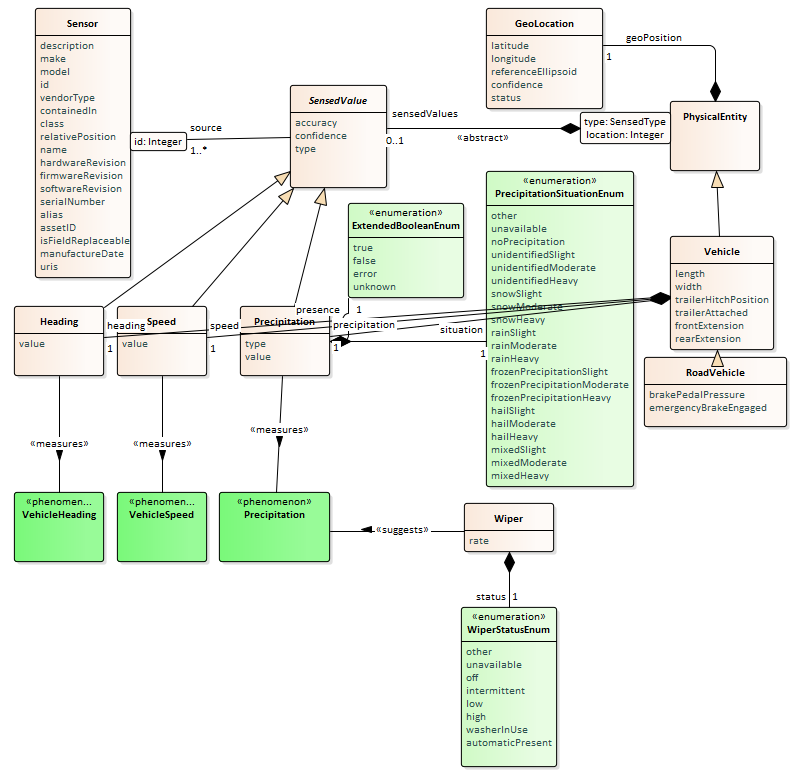 Sensor
description
make
model
id
vendorType
containedIn
class
relativePosition
name
hardwareRevision
firmwareRevision
softwareRevision
serialNumber
alias
assetID
isFieldReplaceable
manufactureDate
uris
id: Integer
source
1..*
SensedValue
accuracy
confidence
type
sensedValues
0..1
«abstract»
type: SensedType
location: Integer
GeoLocation
latitude
longitude
referenceEllipsoid
confidence
status
geoPosition
1
PhysicalEntity
«enumeration»
ExtendedBooleanEnum
true
false
error
unknown
«enumeration»
PrecipitationSituationEnum
other
unavailable
noPrecipitation
unidentifiedSlight
unidentifiedModerate
unidentifiedHeavy
snowSlight
snowModerate
snowHeavy
rainSlight
rainModerate
rainHeavy
frozenPrecipitationSlight
frozenPrecipitationModerate
frozenPrecipitationHeavy
hailSlight
hailModerate
hailHeavy
mixedSlight
mixedModerate
mixedHeavy
Vehicle
length
width
trailerHitchPosition
trailerAttached
frontExtension
rearExtension
RoadVehicle
brakePedalPressure
emergencyBrakeEngaged
Heading
value
heading
1
Speed
value
speed
1
Precipitation
type
value
presence
1
precipitation
1
situation
1
«measures»
«measures»
«measures»
«phenomen...
VehicleHeading
«phenomen...
VehicleSpeed
«phenomenon»
Precipitation
«suggests»
Wiper
rate
status
1
«enumeration»
WiperStatusEnum
other
unavailable
off
intermittent
low
high
washerInUse
automaticPresent